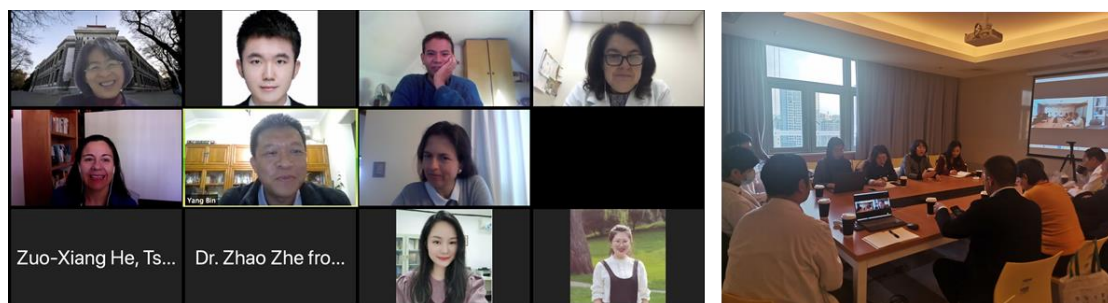 Yang Bin
Zuo-Xiang He, Ts...
Dr. Zhao Zhe fro...